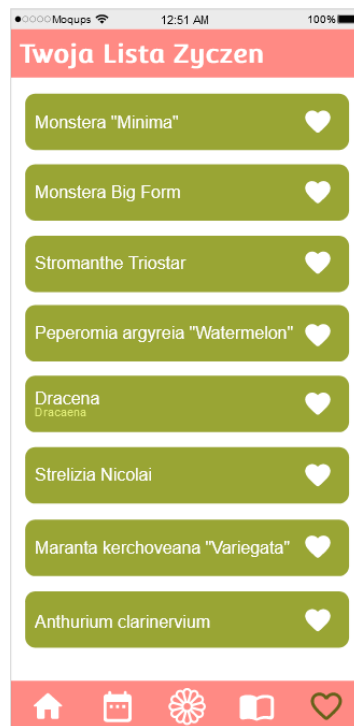 Moqups 12:51 AM 100%
Twoja Lista Zyczen
Monstera "Minima"
Monstera Big Form
Stromanthe Triostar
Peperomia argyreia "Watermelon"
Dracena
Dracaena
Strelizia Nicolai
Maranta kerchoveana "Variegata"
Anthurium clarinervium